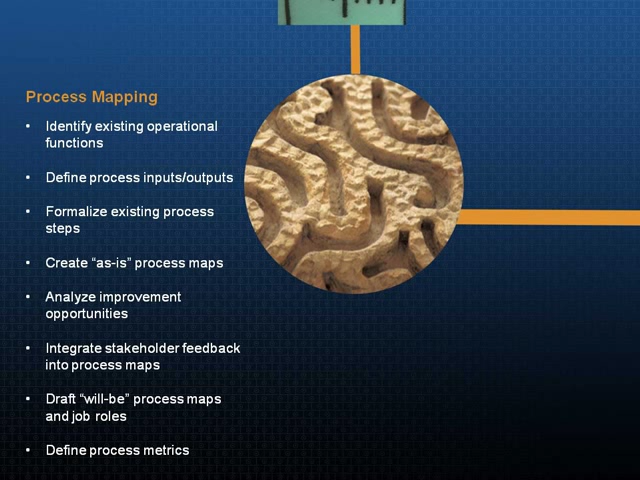 Process Mapping
• Identify existing operational
functions
• Define process inputs/outputs
• Formalize existing process
steps
• Create “as-is” process maps
• Analyze improvement
opportunities
• Integrate stakeholder feedback
into process maps
• Draft “will-be” process maps
and job roles
• Define process metrics